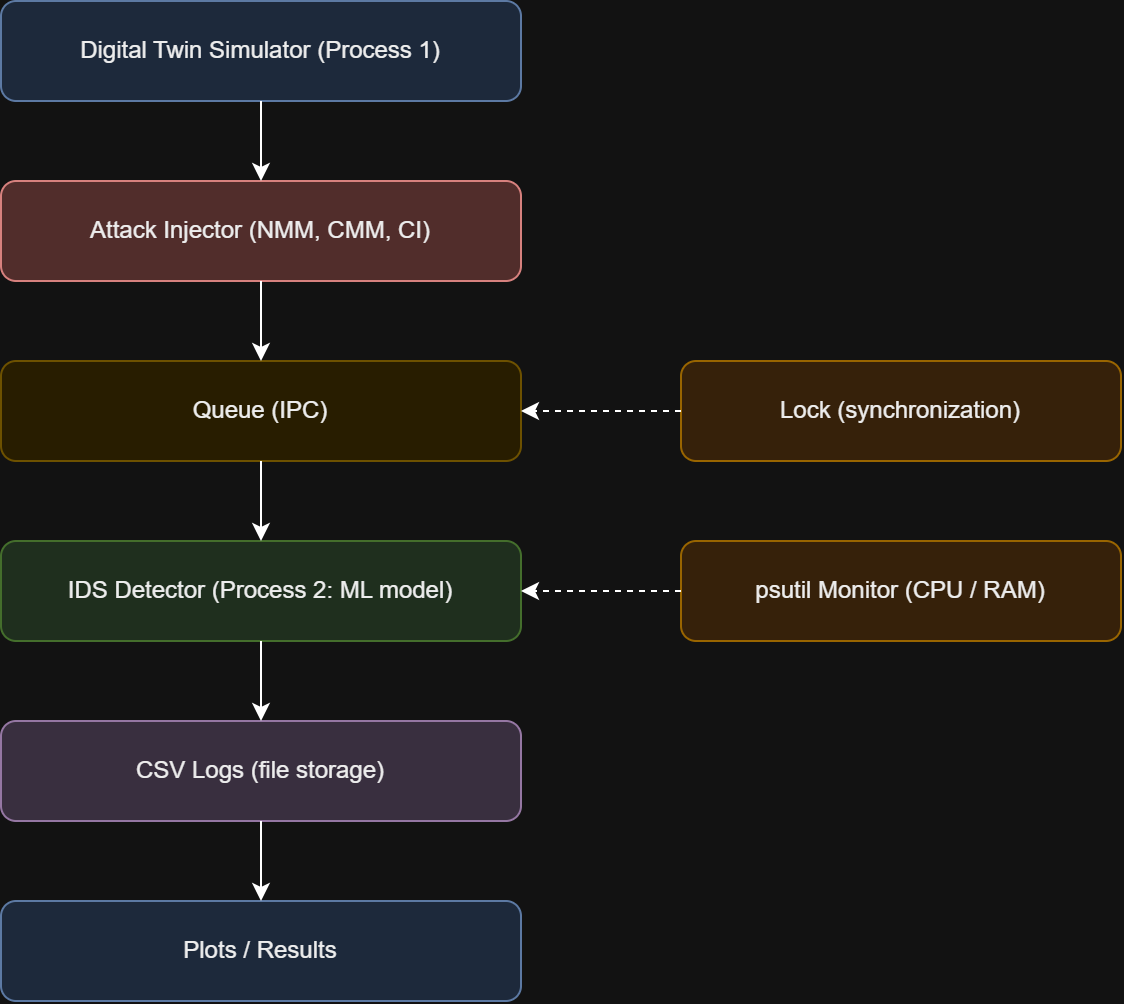 Digital Twin Simulator (Process 1)
Attack Injector (NMM, CMM, CI)
Queue (IPC)
Lock (synchronization)
IDS Detector (Process 2: ML model)
psutil Monitor (CPU / RAM)
CSV Logs (file storage)
Plots / Results